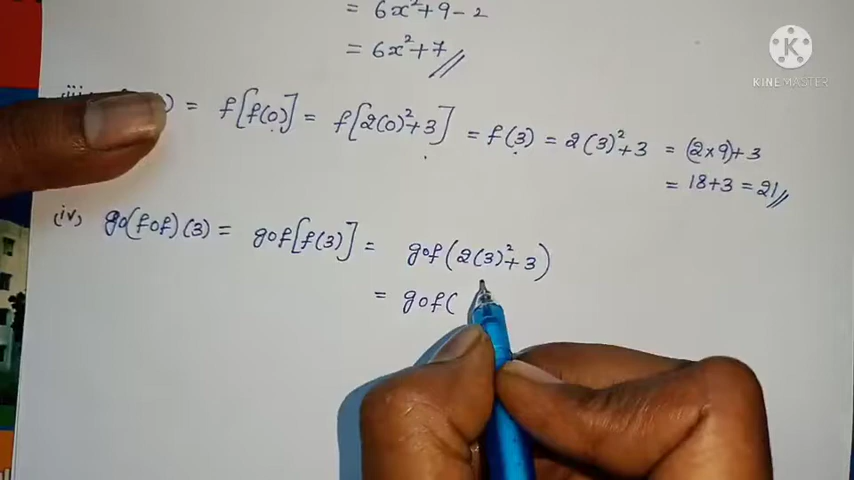 = 6x²+9-2
= 6x²+7//
KINEMASTER
(iii) ) = f[f(0)] = f[2(0)²+3] = f(3) = 2(3)²+3 = (2×9)+3
= 18+3 = 21//
(iv) go(fof)(3) = gof[f(3)] = gof(2(3)²+3)
= gof(